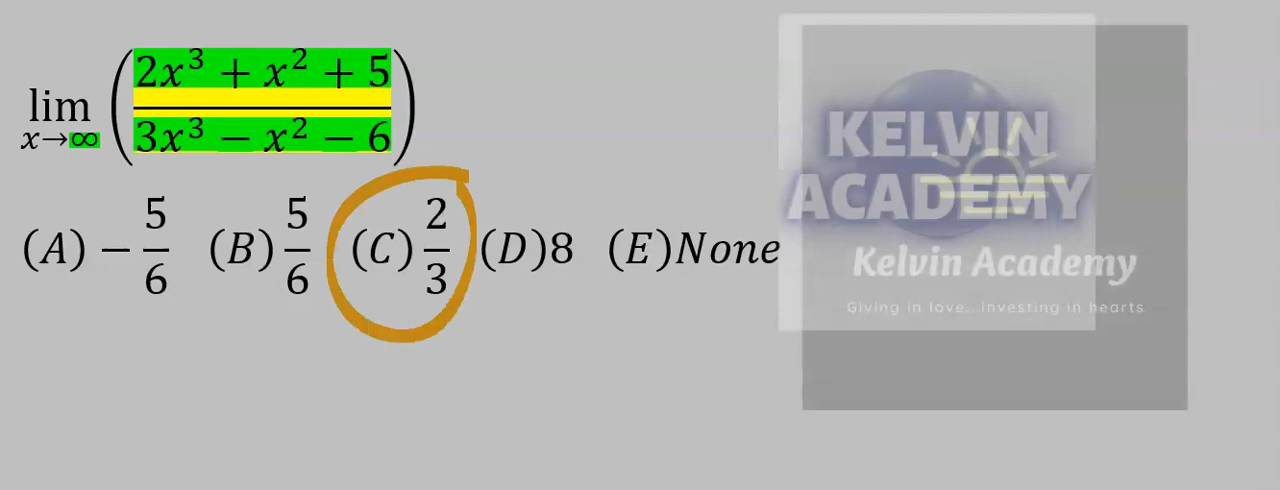 lim x→∞ (2x³ + x² + 5 / 3x³ − x² − 6)
(A) − 5/6 (B) 5/6 (C) 2/3 (D)8 (E)None
KELVIN
ACADEMY
Kelvin Academy
Giving in love...Investing in hearts